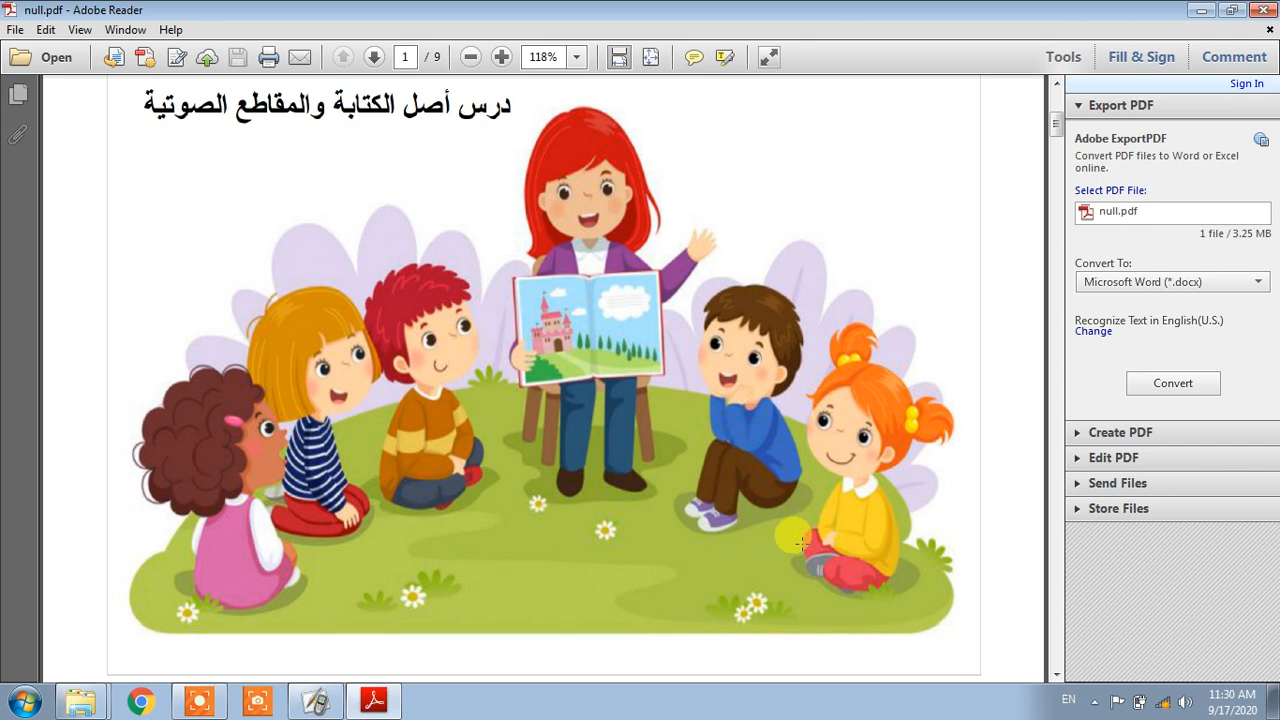 null.pdf - Adobe Reader
File Edit View Window Help
Open 1 / 9 118% Tools Fill & Sign Comment
Sign In
درس أصل الكتابة والمقاطع الصوتية
Export PDF
Adobe ExportPDF
Convert PDF files to Word or Excel
online.
Select PDF File:
null.pdf
1 file / 3.25 MB
Convert To:
Microsoft Word (*.docx)
Recognize Text in English(U.S.)
Change
Convert
Create PDF
Edit PDF
Send Files
Store Files
EN
11:30 AM
9/17/2020